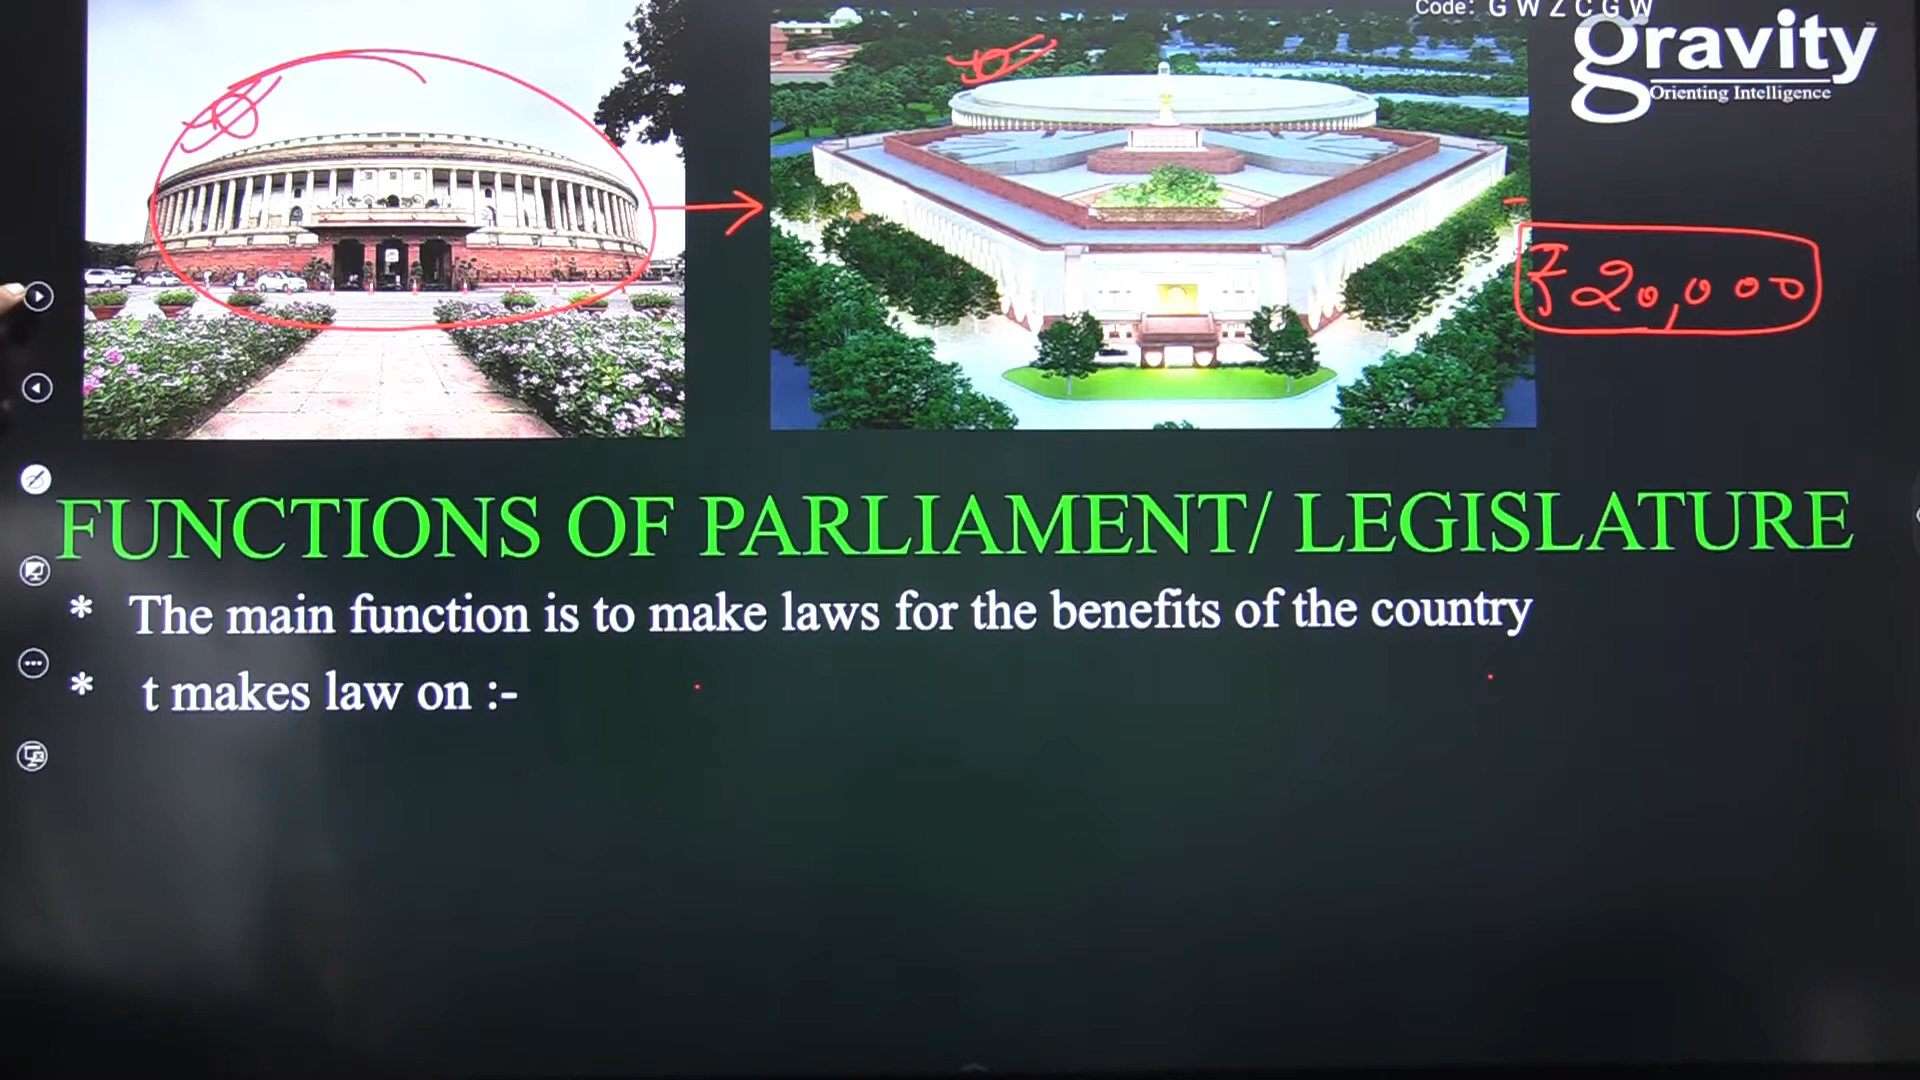 Code: G W Z C G W
gravity
Orienting Intelligence
₹20,000
FUNCTIONS OF PARLIAMENT/ LEGISLATURE
* The main function is to make laws for the benefits of the country
* t makes law on :-